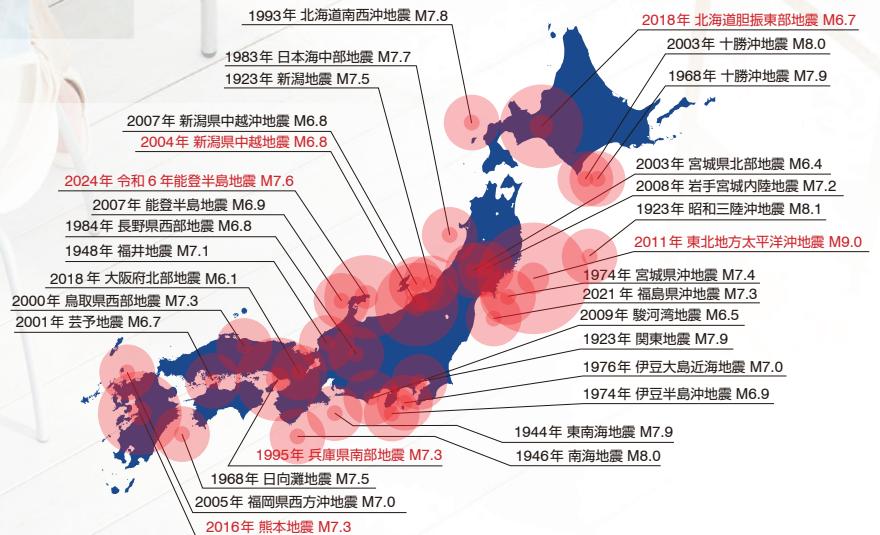 1993年 北海道南西沖地震 M7.8
1983年 日本海中部地震 M7.7
1923年 新潟地震 M7.5
2007年 新潟県中越沖地震 M6.8
2004年 新潟県中越地震 M6.8
2024年 令和６年能登半島地震 M7.6
2007年 能登半島地震 M6.9
1984年 長野県西部地震 M6.8
1948年 福井地震 M7.1
2018年 大阪府北部地震 M6.1
2000年 鳥取県西部地震 M7.3
2001年 芸予地震 M6.7
2018年 北海道胆振東部地震 M6.7
2003年 十勝沖地震 M8.0
1968年 十勝沖地震 M7.9
2003年 宮城県北部地震 M6.4
2008年 岩手宮城内陸地震 M7.2
1923年 昭和三陸沖地震 M8.1
2011年 東北地方太平洋沖地震 M9.0
1974年 宮城県沖地震 M7.4
2021年 福島県沖地震 M7.3
2009年 駿河湾地震 M6.5
1923年 関東地震 M7.9
1976年 伊豆大島近海地震 M7.0
1974年 伊豆半島沖地震 M6.9
1944年 東南海地震 M7.9
1946年 南海地震 M8.0
1995年 兵庫県南部地震 M7.3
1968年 日向灘地震 M7.5
2005年 福岡県西方沖地震 M7.0
2016年 熊本地震 M7.3